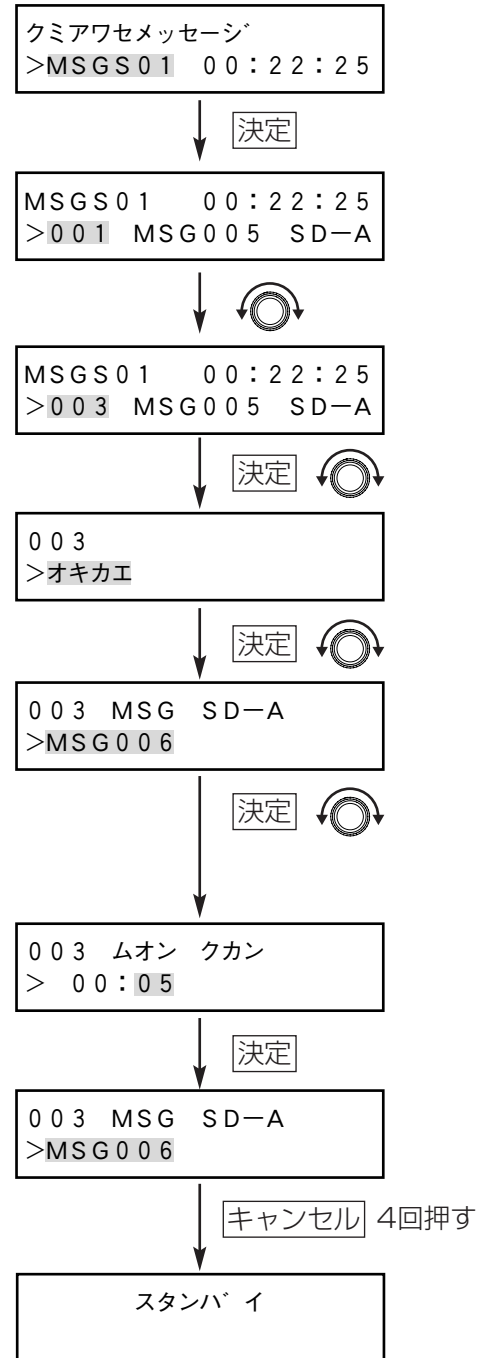 クミアワセメッセージ
>MSGS01 00:22:25
決定
MSGS01 00:22:25
>001 MSG005 SD－A
MSGS01 00:22:25
>003 MSG005 SD－A
決定
003
>オキカエ
決定
003 MSG SD－A
>MSG006
決定
003 ムオン クカン
> 00:05
決定
003 MSG SD－A
>MSG006
キャンセル 4回押す
スタンバイ